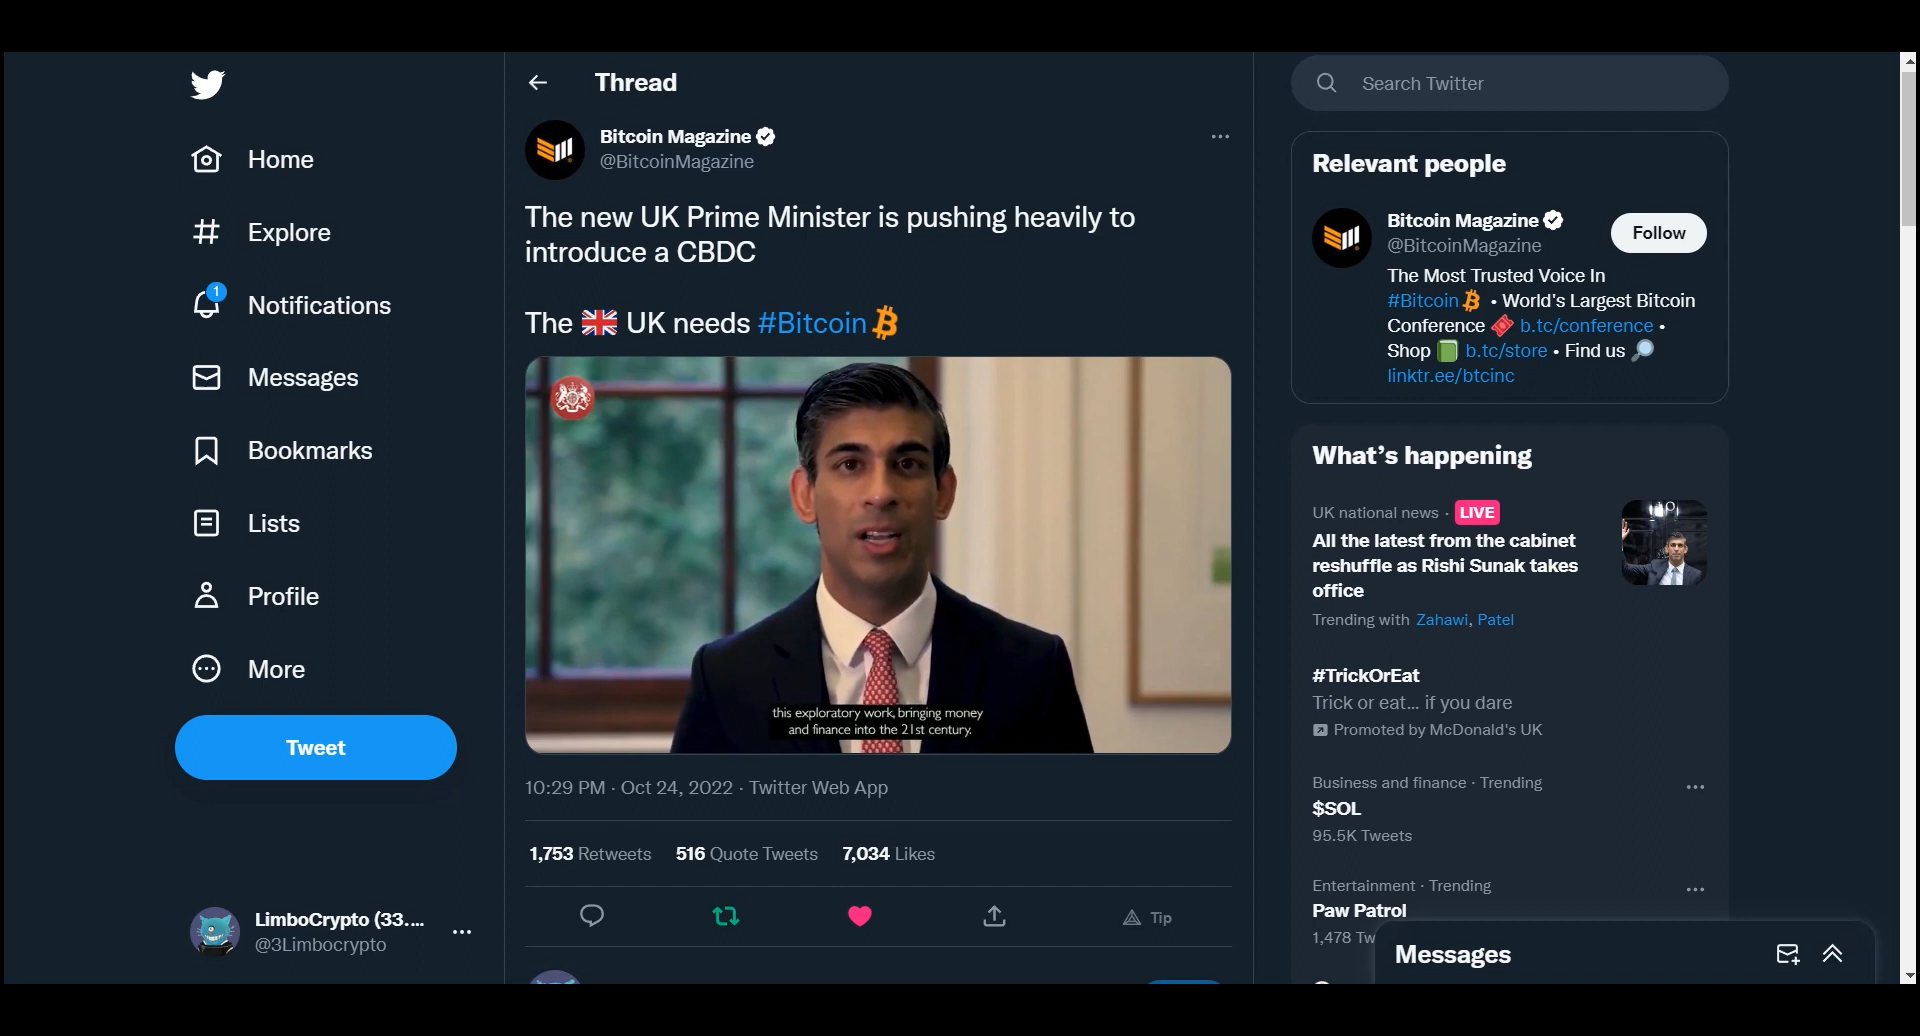 Home
Explore
1
Notifications
Messages
Bookmarks
Lists
Profile
More
Tweet
LimboCrypto (33....
@3Limbocrypto
Thread
Bitcoin Magazine
@BitcoinMagazine
The new UK Prime Minister is pushing heavily to
introduce a CBDC
The 🇬🇧 UK needs #Bitcoin
this exploratory work, bringing money
and finance into the 21st century.
10:29 PM · Oct 24, 2022 · Twitter Web App
1,753 Retweets 516 Quote Tweets 7,034 Likes
Tip
Search Twitter
Relevant people
Bitcoin Magazine
@BitcoinMagazine
Follow
The Most Trusted Voice In
#Bitcoin • World's Largest Bitcoin
Conference 🎟 b.tc/conference •
Shop 📗 b.tc/store • Find us 🔎
linktr.ee/btcinc
What's happening
UK national news · LIVE
All the latest from the cabinet
reshuffle as Rishi Sunak takes
office
Trending with Zahawi, Patel
#TrickOrEat
Trick or eat... if you dare
Promoted by McDonald's UK
Business and finance · Trending
$SOL
95.5K Tweets
Entertainment · Trending
Paw Patrol
1,478 Tw
Messages